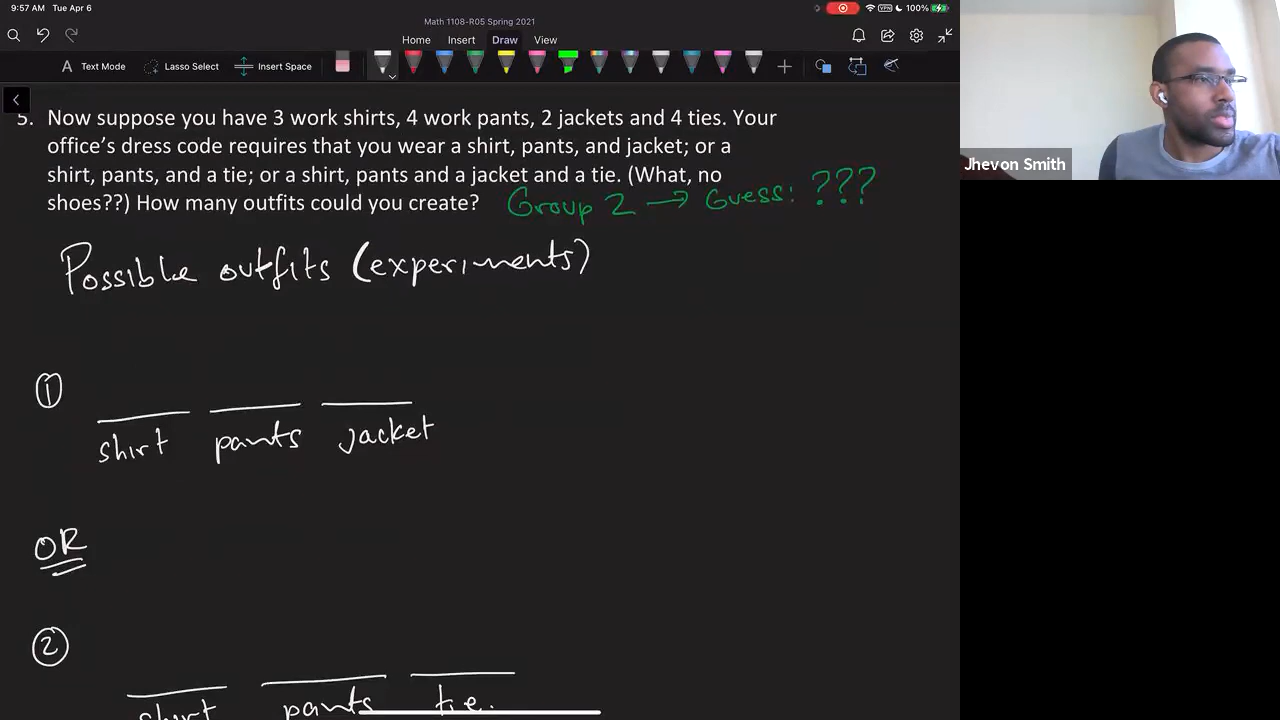 9:57 AM Tue Apr 6
VPN 100%
Math 1108-R05 Spring 2021
Home Insert Draw View
A Text Mode Lasso Select Insert Space
5. Now suppose you have 3 work shirts, 4 work pants, 2 jackets and 4 ties. Your
office's dress code requires that you wear a shirt, pants, and jacket; or a
shirt, pants, and a tie; or a shirt, pants and a jacket and a tie. (What, no
shoes??) How many outfits could you create? Group 2 → Guess: ???
Possible outfits (experiments)
①
shirt pants jacket
OR
②
shirt pants tie.
Jhevon Smith